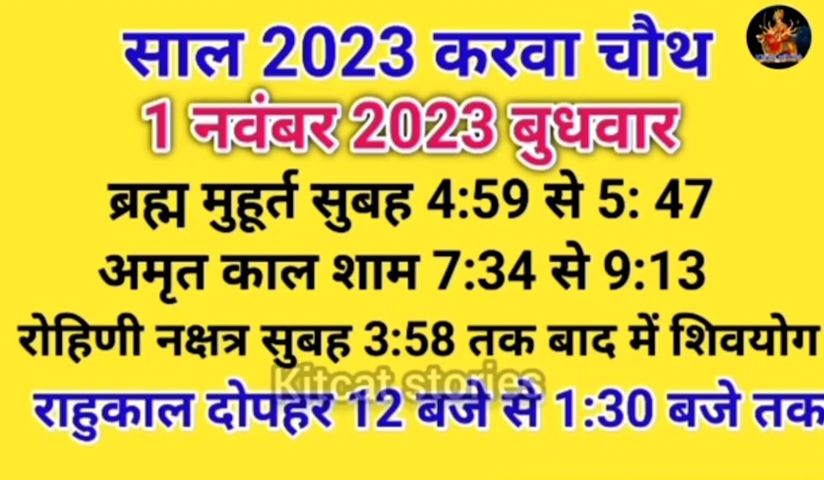 साल 2023 करवा चौथ
1 नवंबर 2023 बुधवार
ब्रह्म मुहूर्त सुबह 4:59 से 5: 47
अमृत काल शाम 7:34 से 9:13
रोहिणी नक्षत्र सुबह 3:58 तक बाद में शिवयोग
Kitcat stories
राहुकाल दोपहर 12 बजे से 1:30 बजे तक